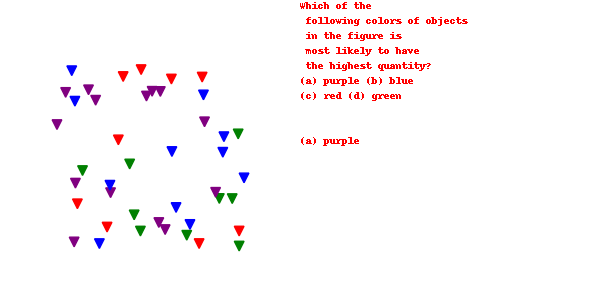 Which of the
following colors of objects
in the figure is
most likely to have
the highest quantity?
(a) purple (b) blue
(c) red (d) green
(a) purple